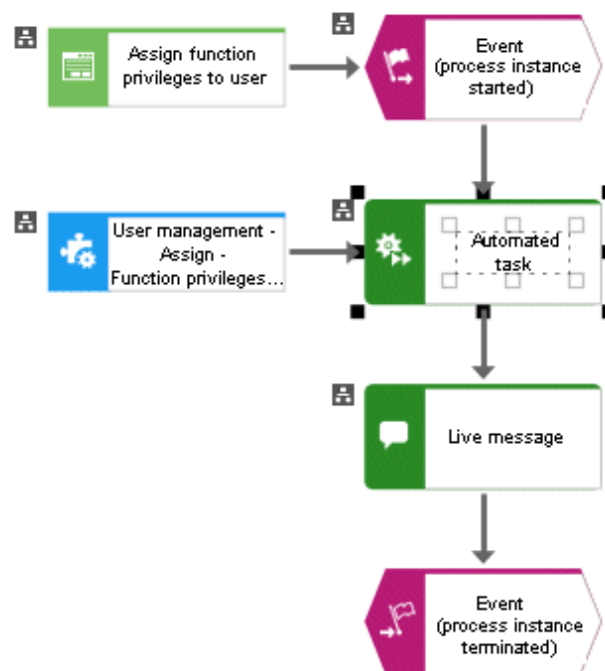 Assign function
privileges to user
Event
(process instance
started)
User management -
Assign -
Function privileges...
Automated
task
Live message
Event
(process instance
terminated)